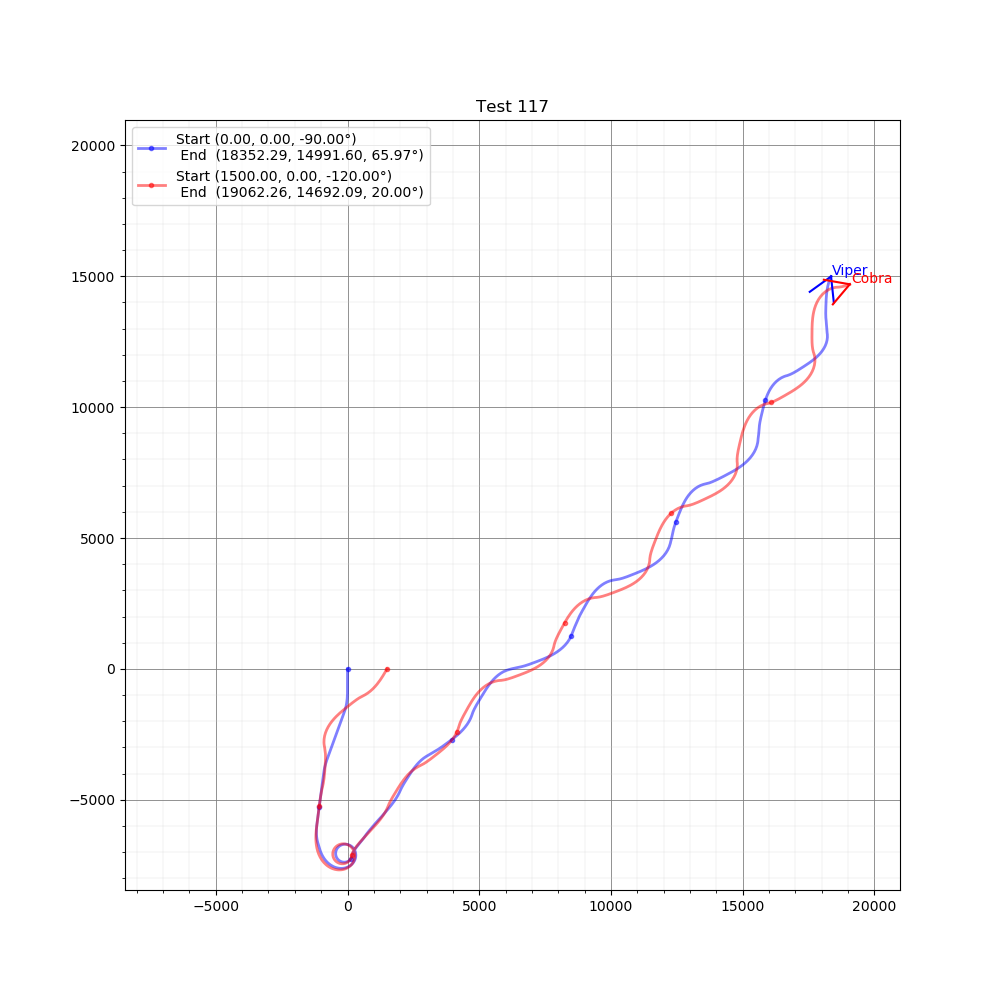 Test 117
Start (0.00, 0.00, -90.00°)
End  (18352.29, 14991.60, 65.97°)
Start (1500.00, 0.00, -120.00°)
End  (19062.26, 14692.09, 20.00°)
20000
15000
10000
5000
0
−5000
Viper
Cobra
−5000 0 5000 10000 15000 20000